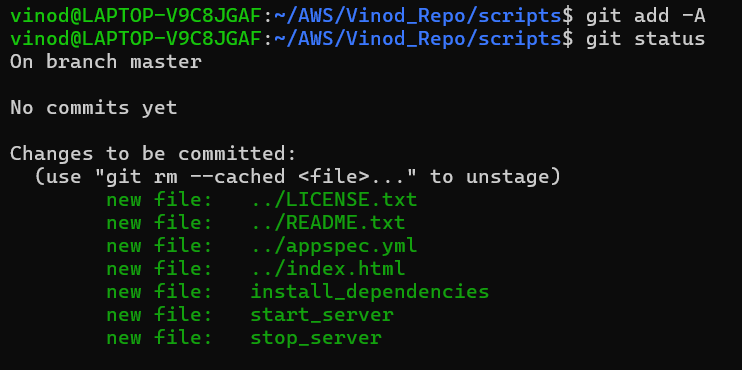 vinod@LAPTOP-V9C8JGAF:~/AWS/Vinod_Repo/scripts$ git add -A
vinod@LAPTOP-V9C8JGAF:~/AWS/Vinod_Repo/scripts$ git status
On branch master
No commits yet
Changes to be committed:
  (use "git rm --cached <file>..." to unstage)
        new file:   ../LICENSE.txt
        new file:   ../README.txt
        new file:   ../appspec.yml
        new file:   ../index.html
        new file:   install_dependencies
        new file:   start_server
        new file:   stop_server